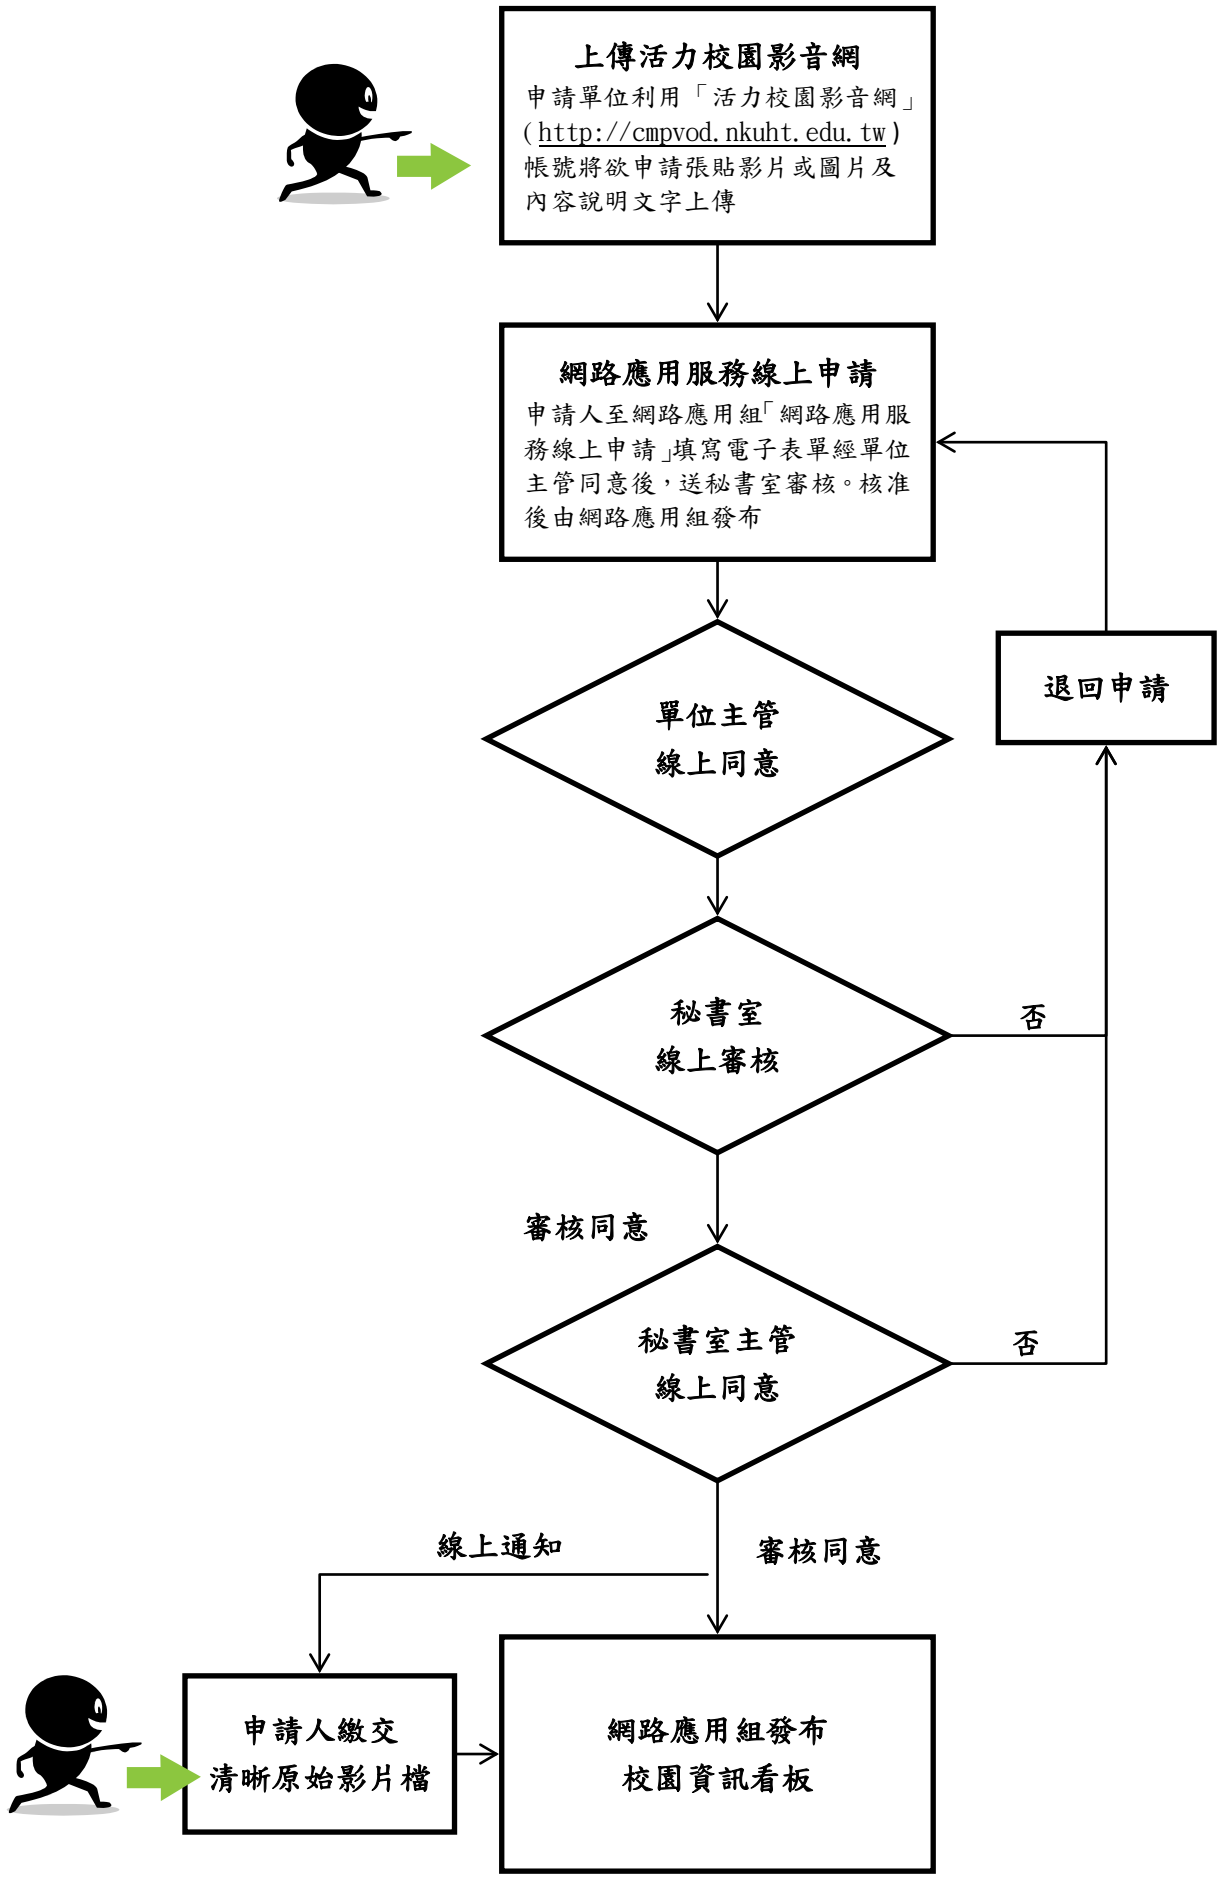 上傳活力校園影音網
申請單位利用「活力校園影音網」
(http://cmpvod.nkuht.edu.tw)
帳號將欲申請張貼影片或圖片及
內容說明文字上傳
網路應用服務線上申請
申請人至網路應用組「網路應用服
務線上申請」填寫電子表單經單位
主管同意後，送秘書室審核。核准
後由網路應用組發布
退回申請
單位主管
線上同意
秘書室
線上審核
否
審核同意
秘書室主管
線上同意
否
線上通知
審核同意
申請人繳交
清晰原始影片檔
網路應用組發布
校園資訊看板